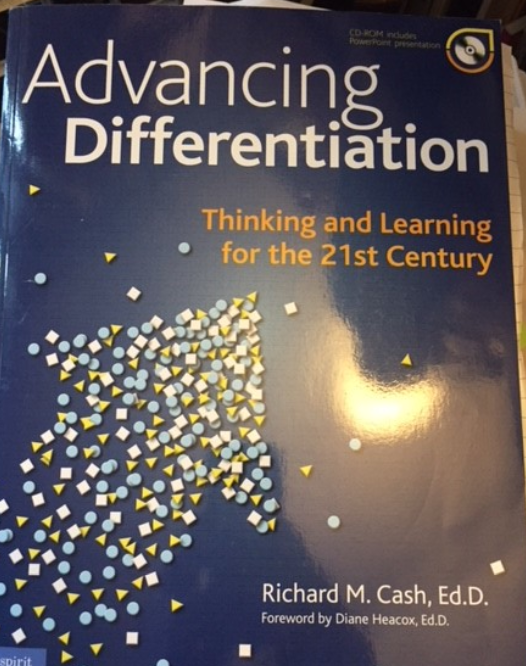 CD-ROM includes
PowerPoint presentation
Advancing
Differentiation
Thinking and Learning
for the 21st Century
Richard M. Cash, Ed.D.
Foreword by Diane Heacox, Ed.D.
spirit